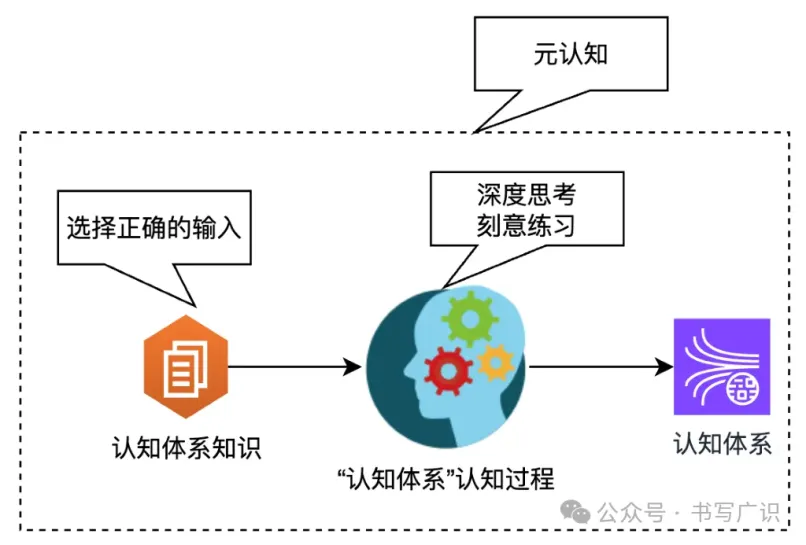 元认知
选择正确的输入
深度思考
刻意练习
认知体系知识
“认知体系”认知过程
认知体系
公众号 · 书写广识